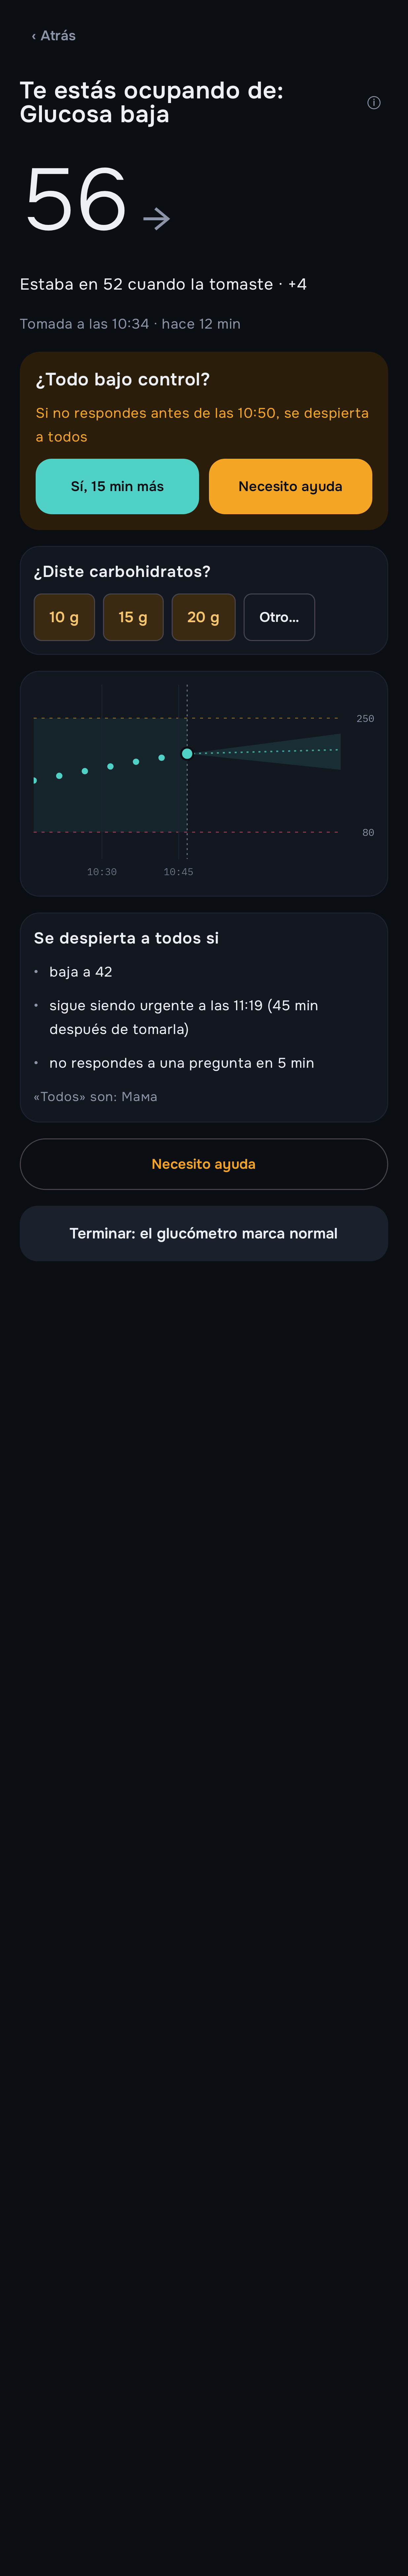 ‹ Atrás
Te estás ocupando de:
Glucosa baja
56 →
Estaba en 52 cuando la tomaste · +4
Tomada a las 10:34 · hace 12 min
¿Todo bajo control?
Si no respondes antes de las 10:50, se despierta
a todos
Sí, 15 min más
Necesito ayuda
¿Diste carbohidratos?
10 g
15 g
20 g
Otro…
250
80
10:30
10:45
Se despierta a todos si
• baja a 42
• sigue siendo urgente a las 11:19 (45 min
después de tomarla)
• no respondes a una pregunta en 5 min
«Todos» son: Мама
Necesito ayuda
Terminar: el glucómetro marca normal